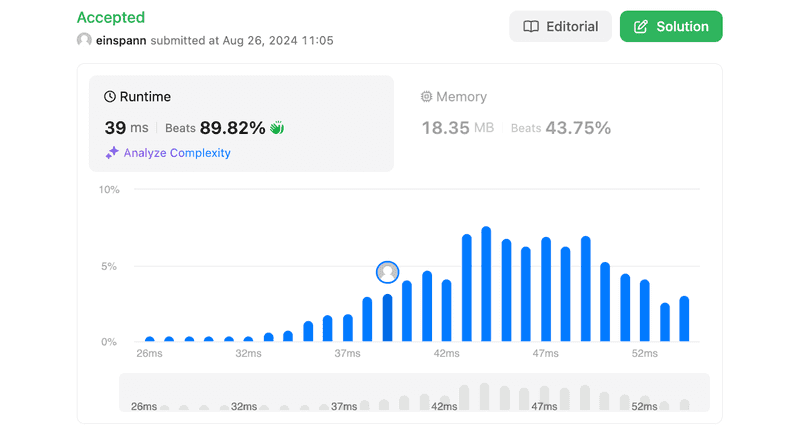 Accepted
einspann submitted at Aug 26, 2024 11:05
Editorial
Solution
Runtime
39 ms Beats 89.82%
Analyze Complexity
Memory
18.35 MB Beats 43.75%
10%
5%
0%
26ms 32ms 37ms 42ms 47ms 52ms
26ms 32ms 37ms 42ms 47ms 52ms